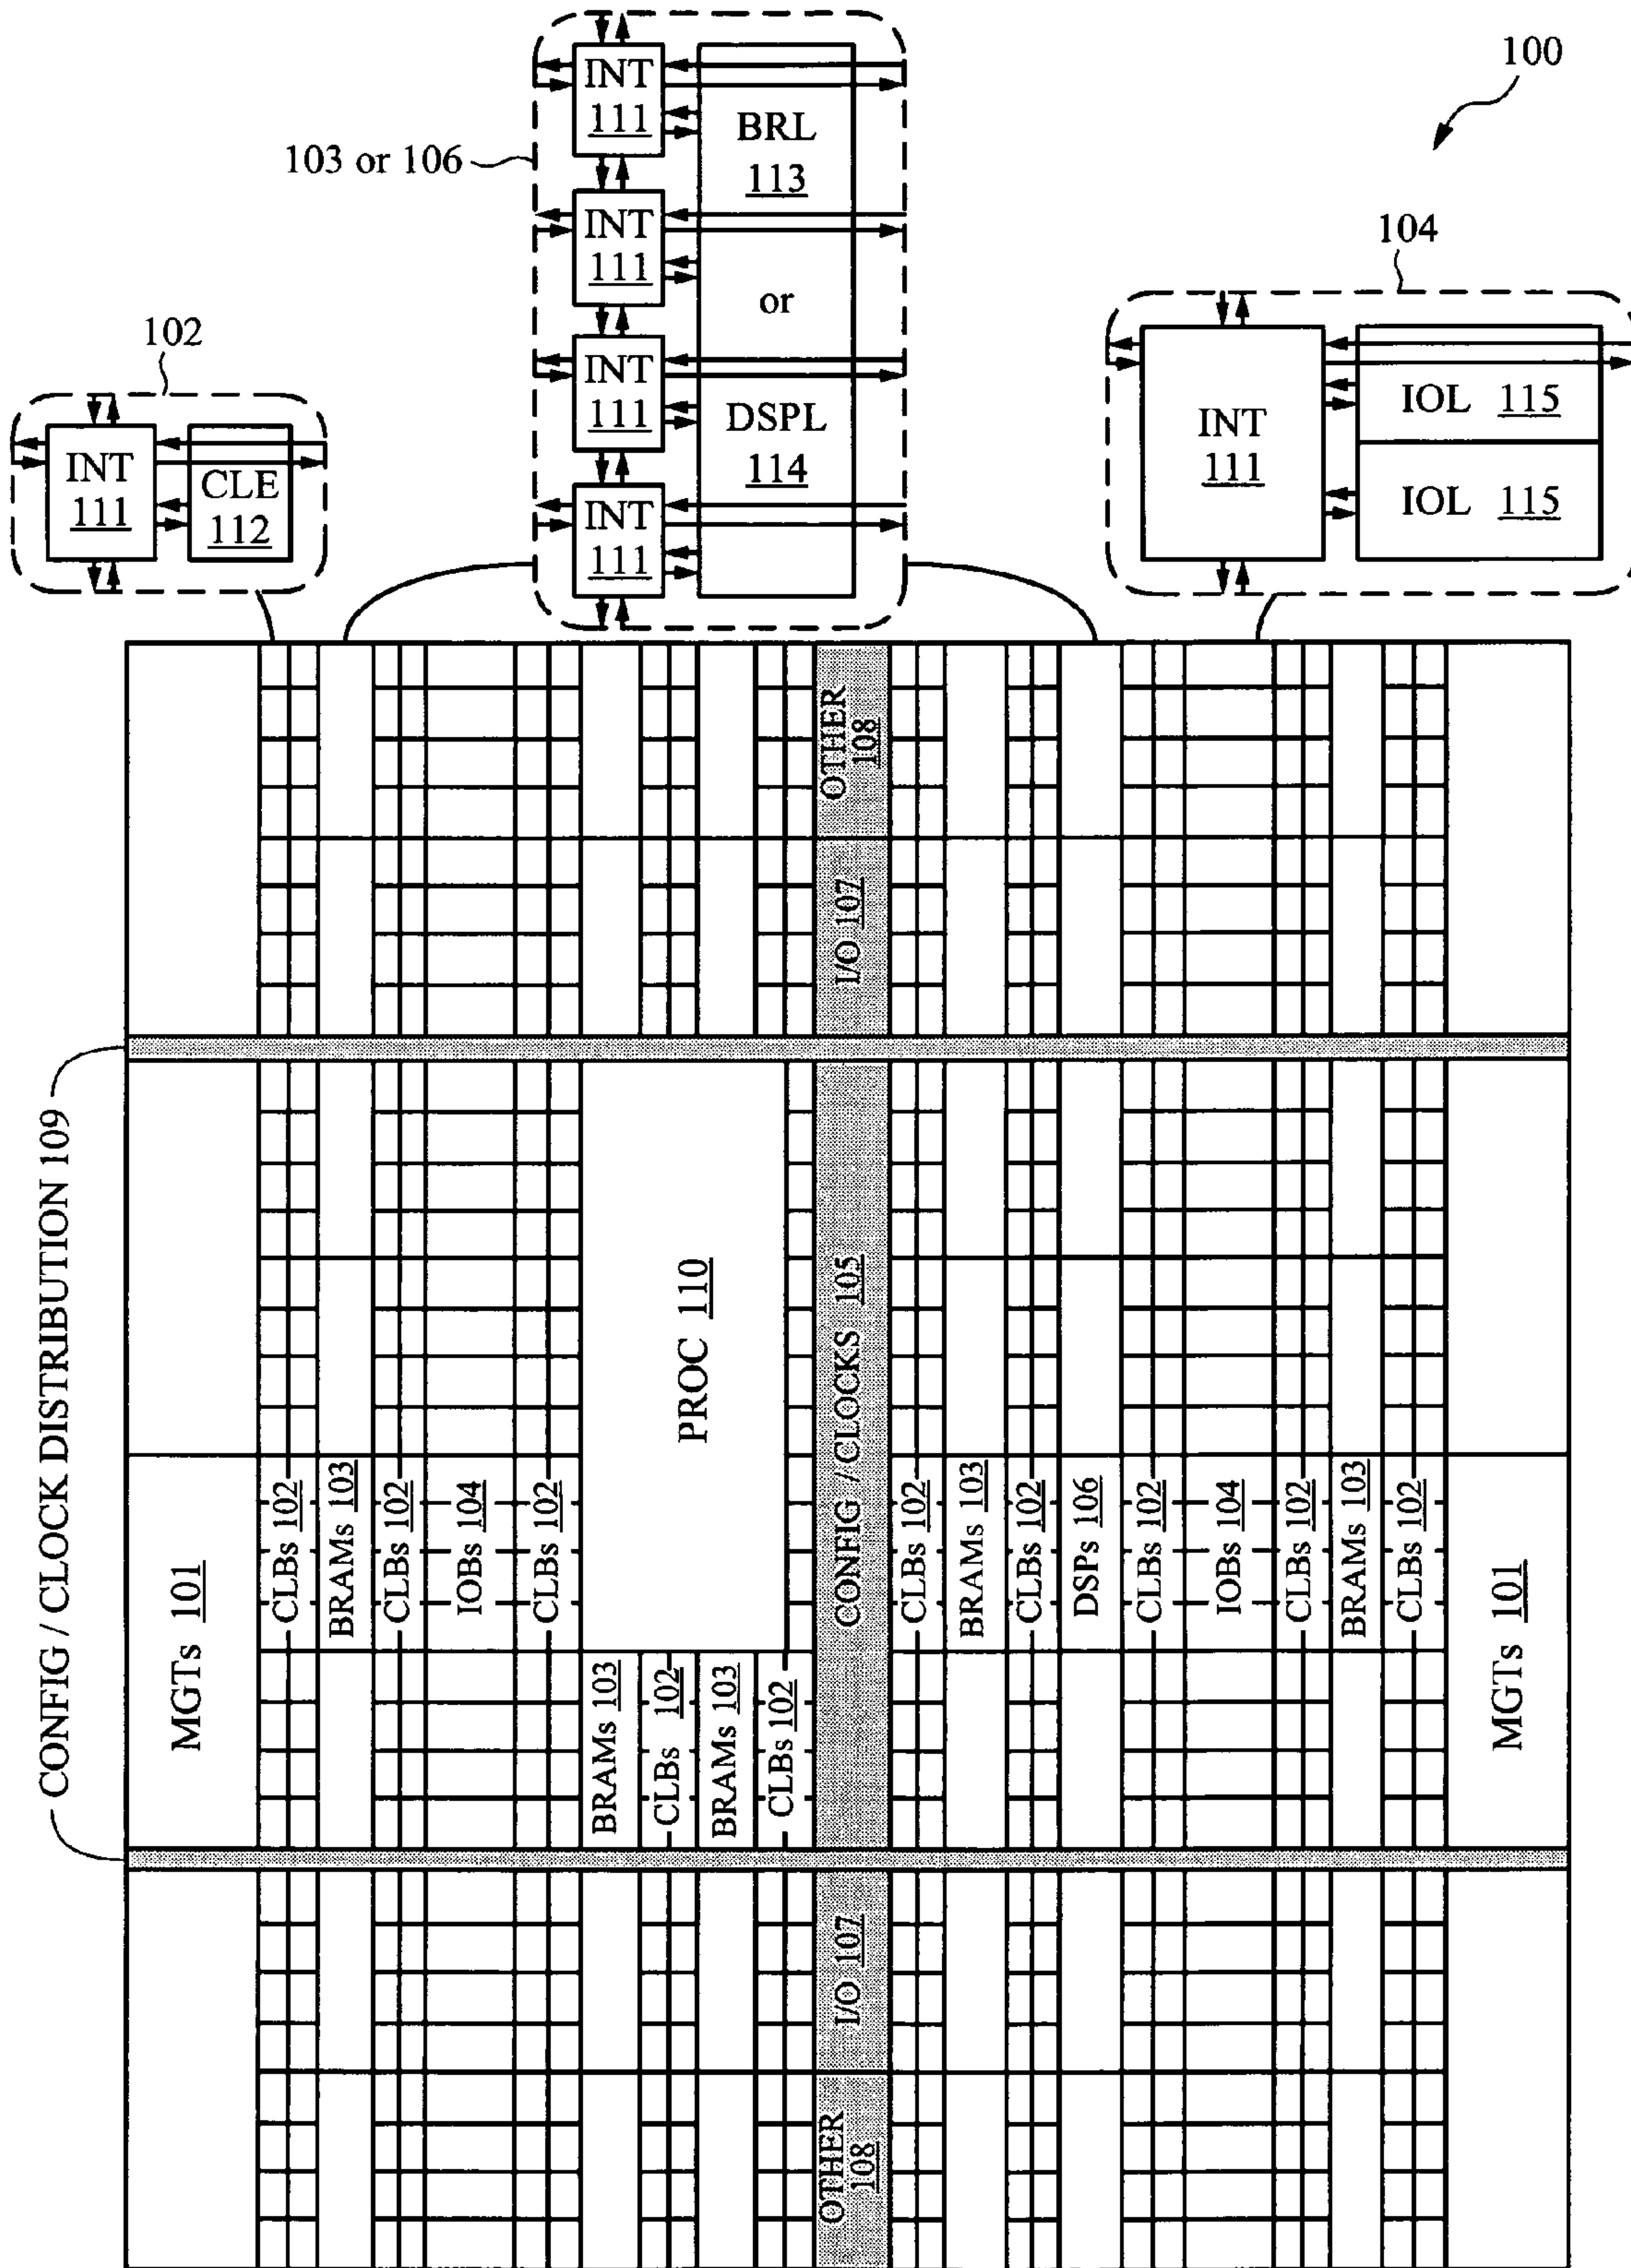 100
103 or 106
INT
111
INT
111
INT
111
INT
111
BRL
113
or
DSPL
114
104
INT
111
IOL 115
IOL 115
102
INT
111
CLE
112
OTHER
108
I/O 107
CONFIG / CLOCK DISTRIBUTION 109
PROC 110
CONFIG / CLOCKS 105
MGTs 101
CLBs 102
BRAMs 103
CLBs 102
IOBs 104
CLBs 102
CLBs 102
BRAMs 103
CLBs 102
DSPs 106
CLBs 102
IOBs 104
CLBs 102
BRAMs 103
CLBs 102
MGTs 101
BRAMs 103
CLBs 102
BRAMs 103
CLBs 102
I/O 107
OTHER
108